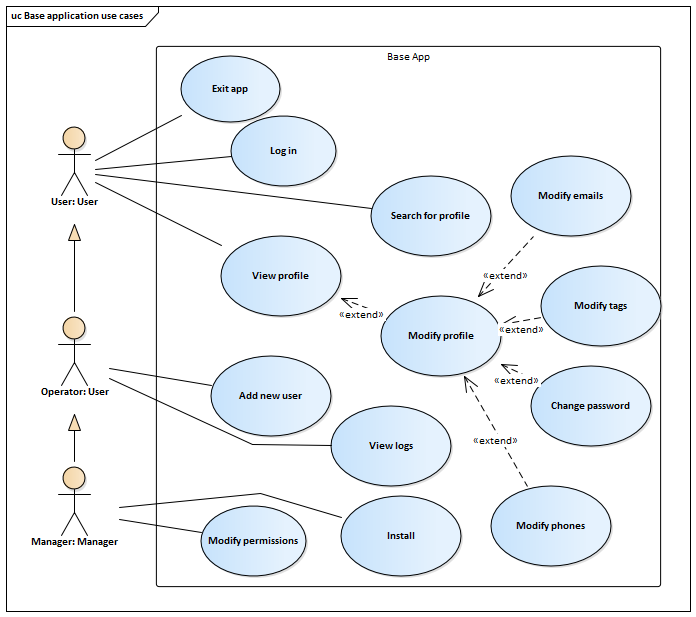 uc Base application use cases
Base App
Exit app
Log in
User: User
Search for profile
Modify emails
View profile
«extend»
«extend»
Modify tags
«extend»
Modify profile
«extend»
Operator: User
Add new user
Change password
View logs
«extend»
Manager: Manager
Modify permissions
Install
Modify phones